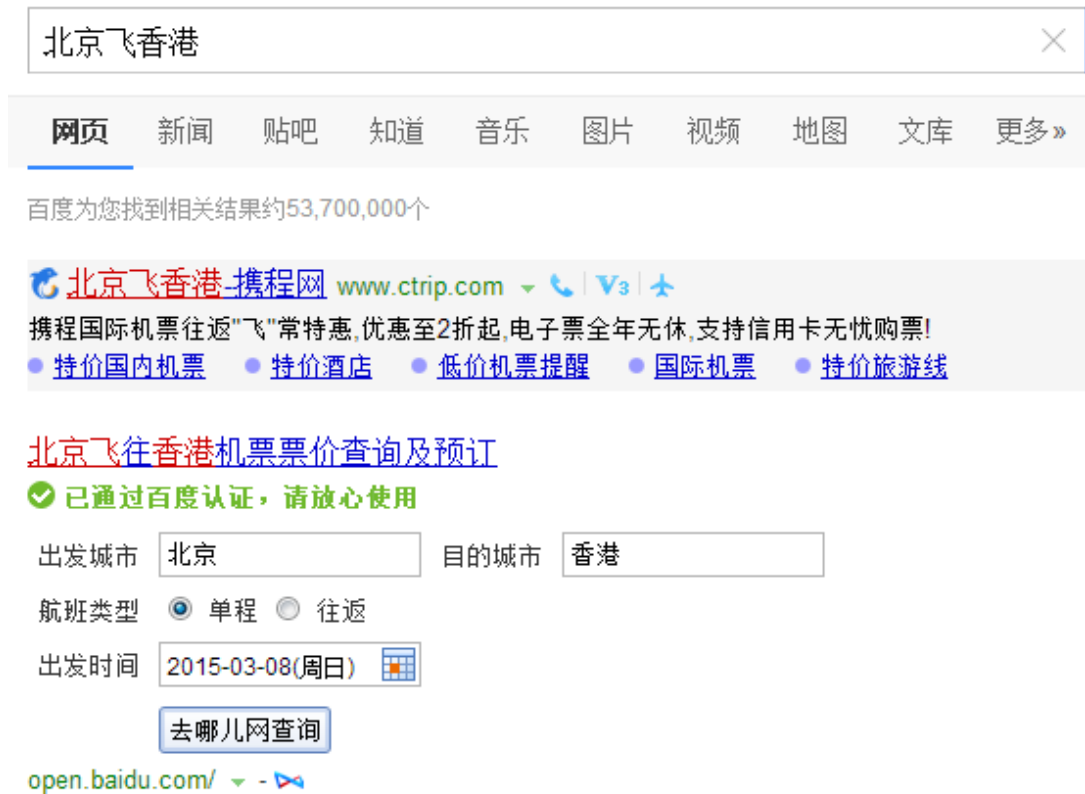 北京飞香港
网页 新闻 贴吧 知道 音乐 图片 视频 地图 文库 更多»
百度为您找到相关结果约53,700,000个
北京飞香港-携程网 www.ctrip.com V3
携程国际机票往返"飞"常特惠,优惠至2折起,电子票全年无休,支持信用卡无忧购票!
特价国内机票 特价酒店 低价机票提醒 国际机票 特价旅游线
北京飞往香港机票票价查询及预订
已通过百度认证，请放心使用
出发城市 北京 目的城市 香港
航班类型 单程 往返
出发时间 2015-03-08(周日)
去哪儿网查询
open.baidu.com/ -